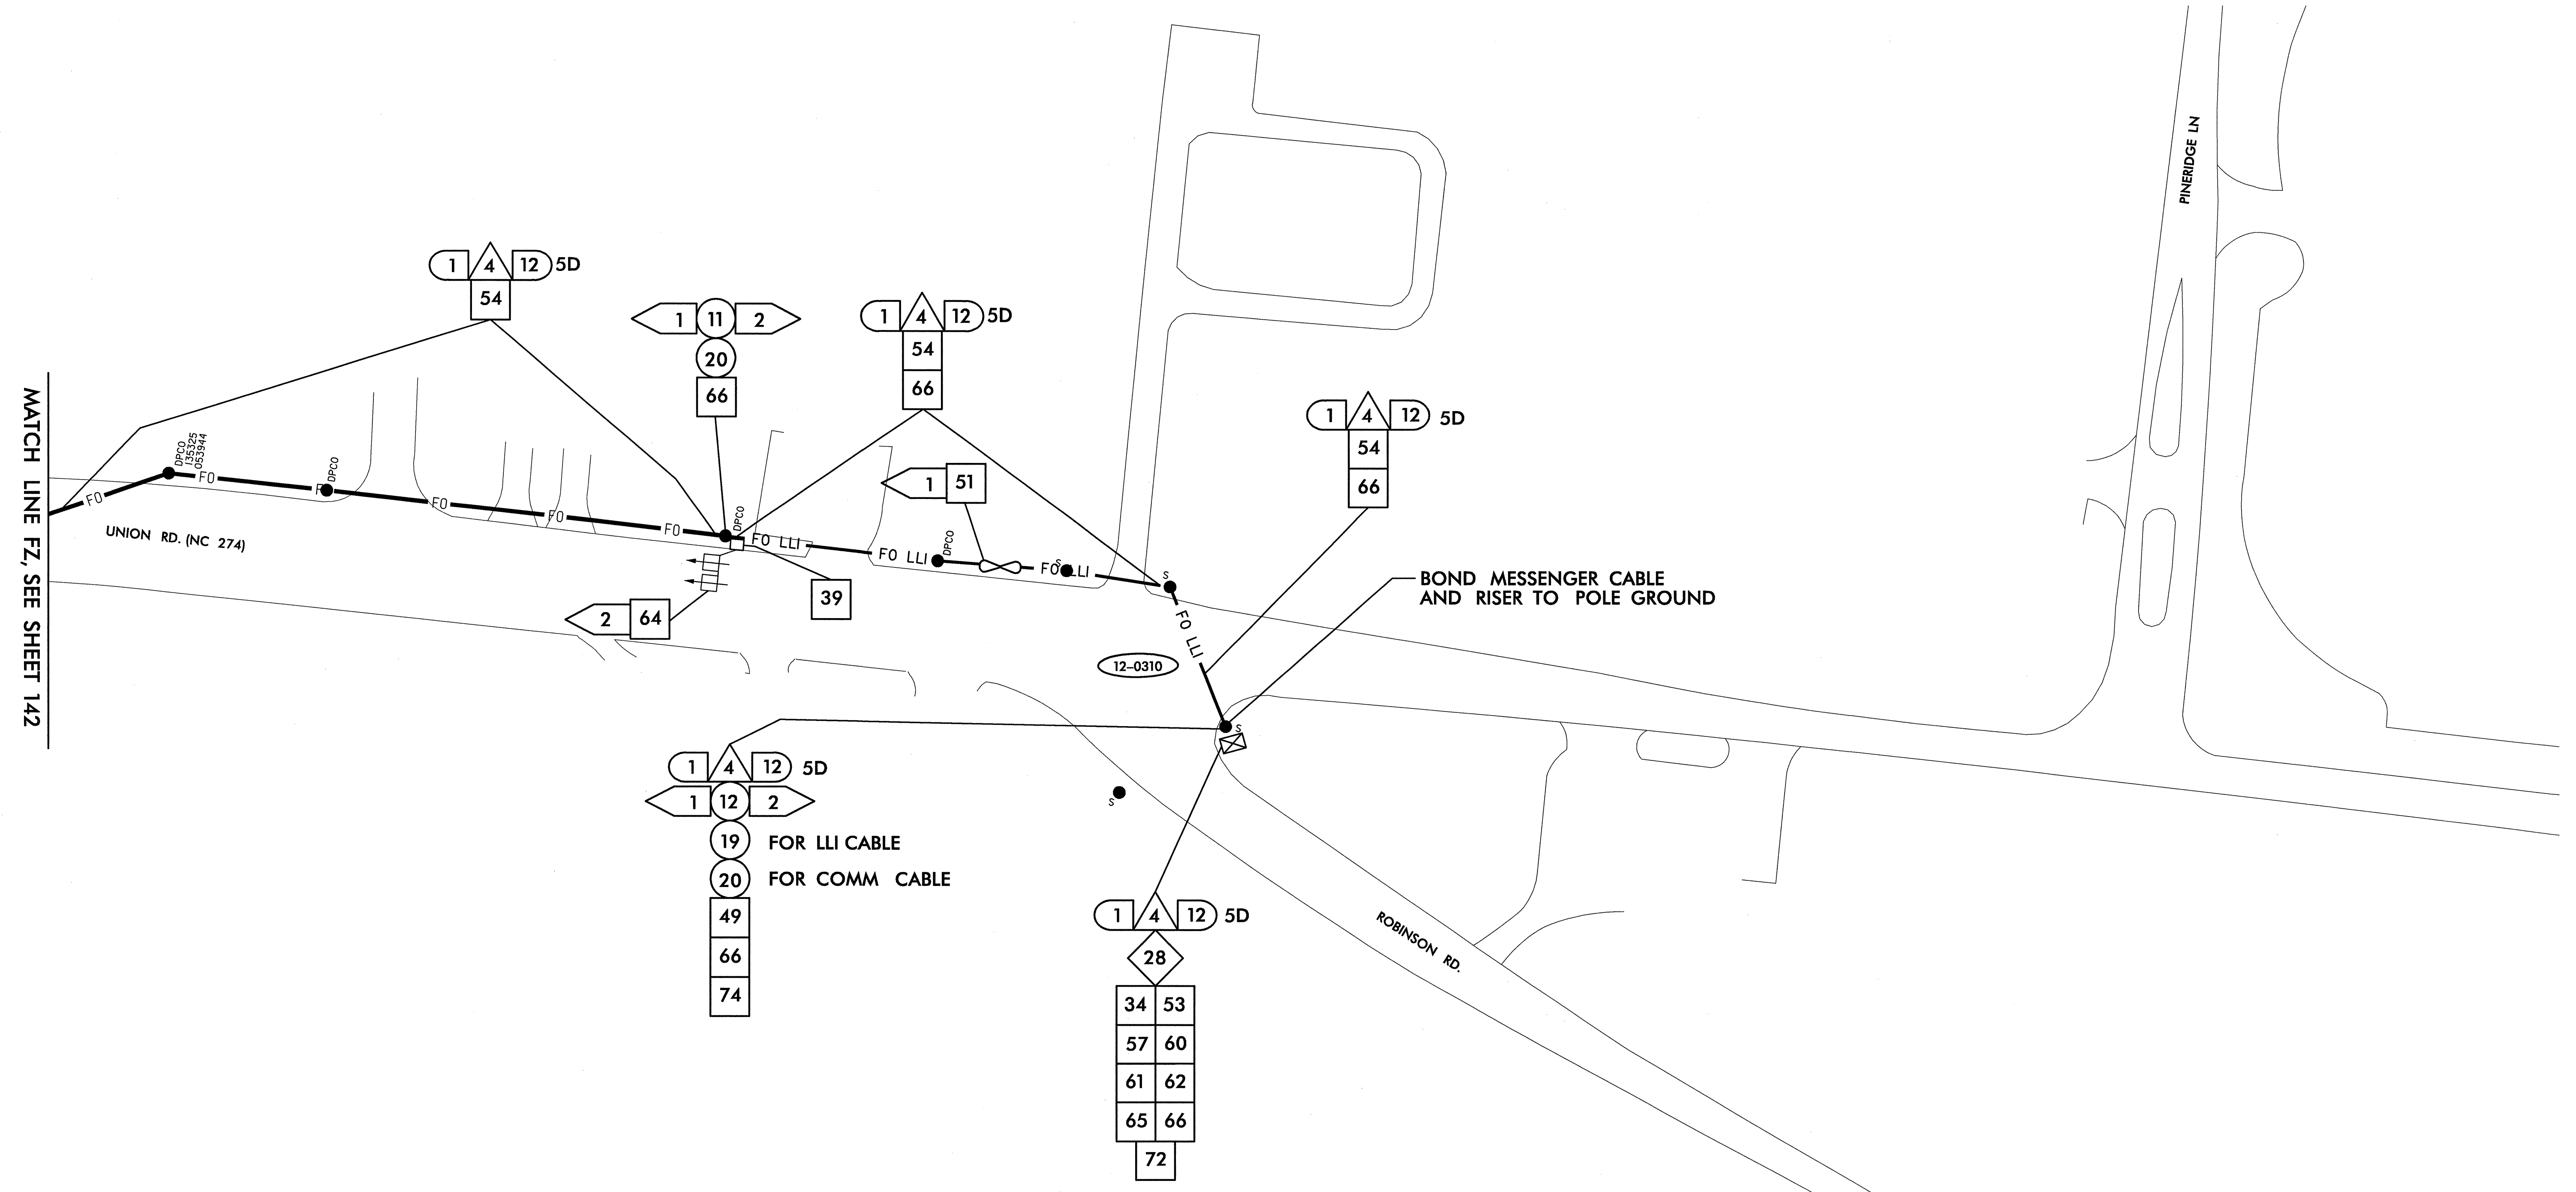 PINERIDGE LN
1 4 12 5D
54
1 11 2
20
66
1 4 12 5D
54
66
1 4 12 5D
54
66
1 51
MATCH LINE FZ, SEE SHEET 142
DPCO
135325
053944
FO
FO
F
DPCO
FO
FO
FO
DPCO
FO LLI
FO LLI
DPCO
S
FO LLI
S
UNION RD. (NC 274)
2 64
39
FO LLI
BOND MESSENGER CABLE
AND RISER TO POLE GROUND
12-0310
S
S
1 4 12 5D
1 12 2
19 FOR LLI CABLE
20 FOR COMM CABLE
49
66
74
1 4 12 5D
28
34 53
57 60
61 62
65 66
72
ROBINSON RD.